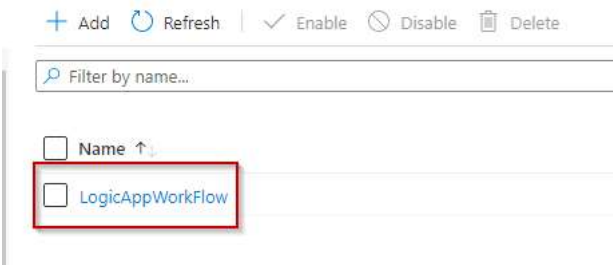 Add Refresh Enable Disable Delete
Filter by name...
Name ↑↓
LogicAppWorkFlow